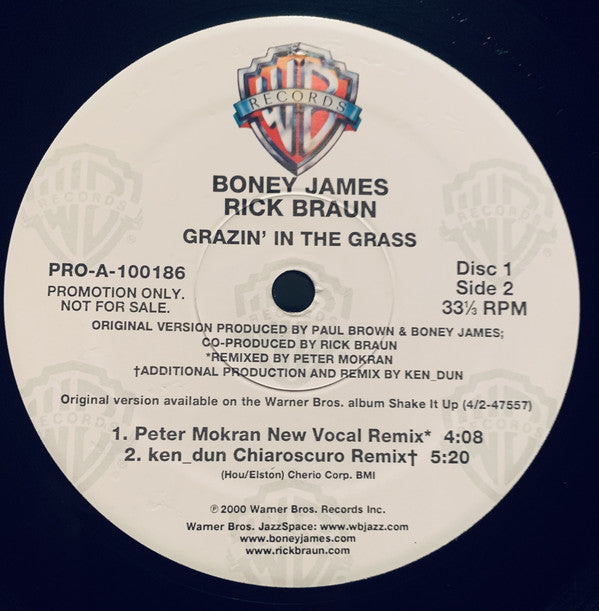 WB
RECORDS
BONEY JAMES
RICK BRAUN
GRAZIN' IN THE GRASS
PRO-A-100186
PROMOTION ONLY.
NOT FOR SALE.
Disc 1
Side 2
33⅓ RPM
ORIGINAL VERSION PRODUCED BY PAUL BROWN & BONEY JAMES;
CO-PRODUCED BY RICK BRAUN
*REMIXED BY PETER MOKRAN
†ADDITIONAL PRODUCTION AND REMIX BY KEN_DUN
Original version available on the Warner Bros. album Shake It Up (4/2-47557)
1. Peter Mokran New Vocal Remix* 4:08
2. ken_dun Chiaroscuro Remix† 5:20
(Hou/Elston) Cherio Corp. BMI
℗ 2000 Warner Bros. Records Inc.
Warner Bros. JazzSpace: www.wbjazz.com
www.boneyjames.com
www.rickbraun.com